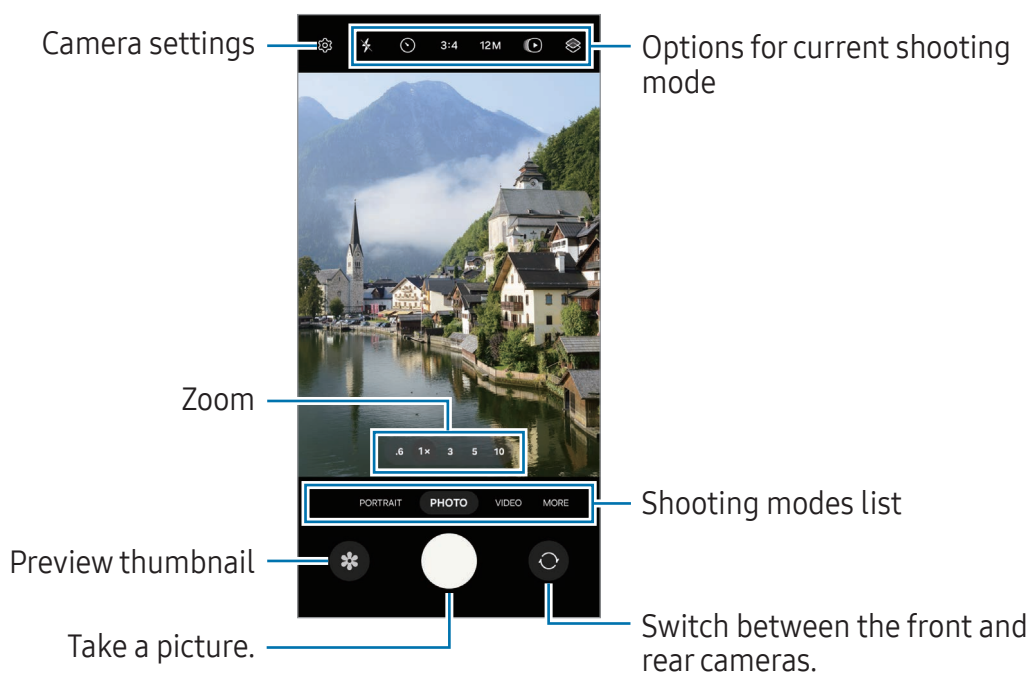 Camera settings
3:4 12M
Options for current shooting
mode
Zoom
.6 1× 3 5 10
PORTRAIT PHOTO VIDEO MORE
Shooting modes list
Preview thumbnail
Take a picture.
Switch between the front and
rear cameras.